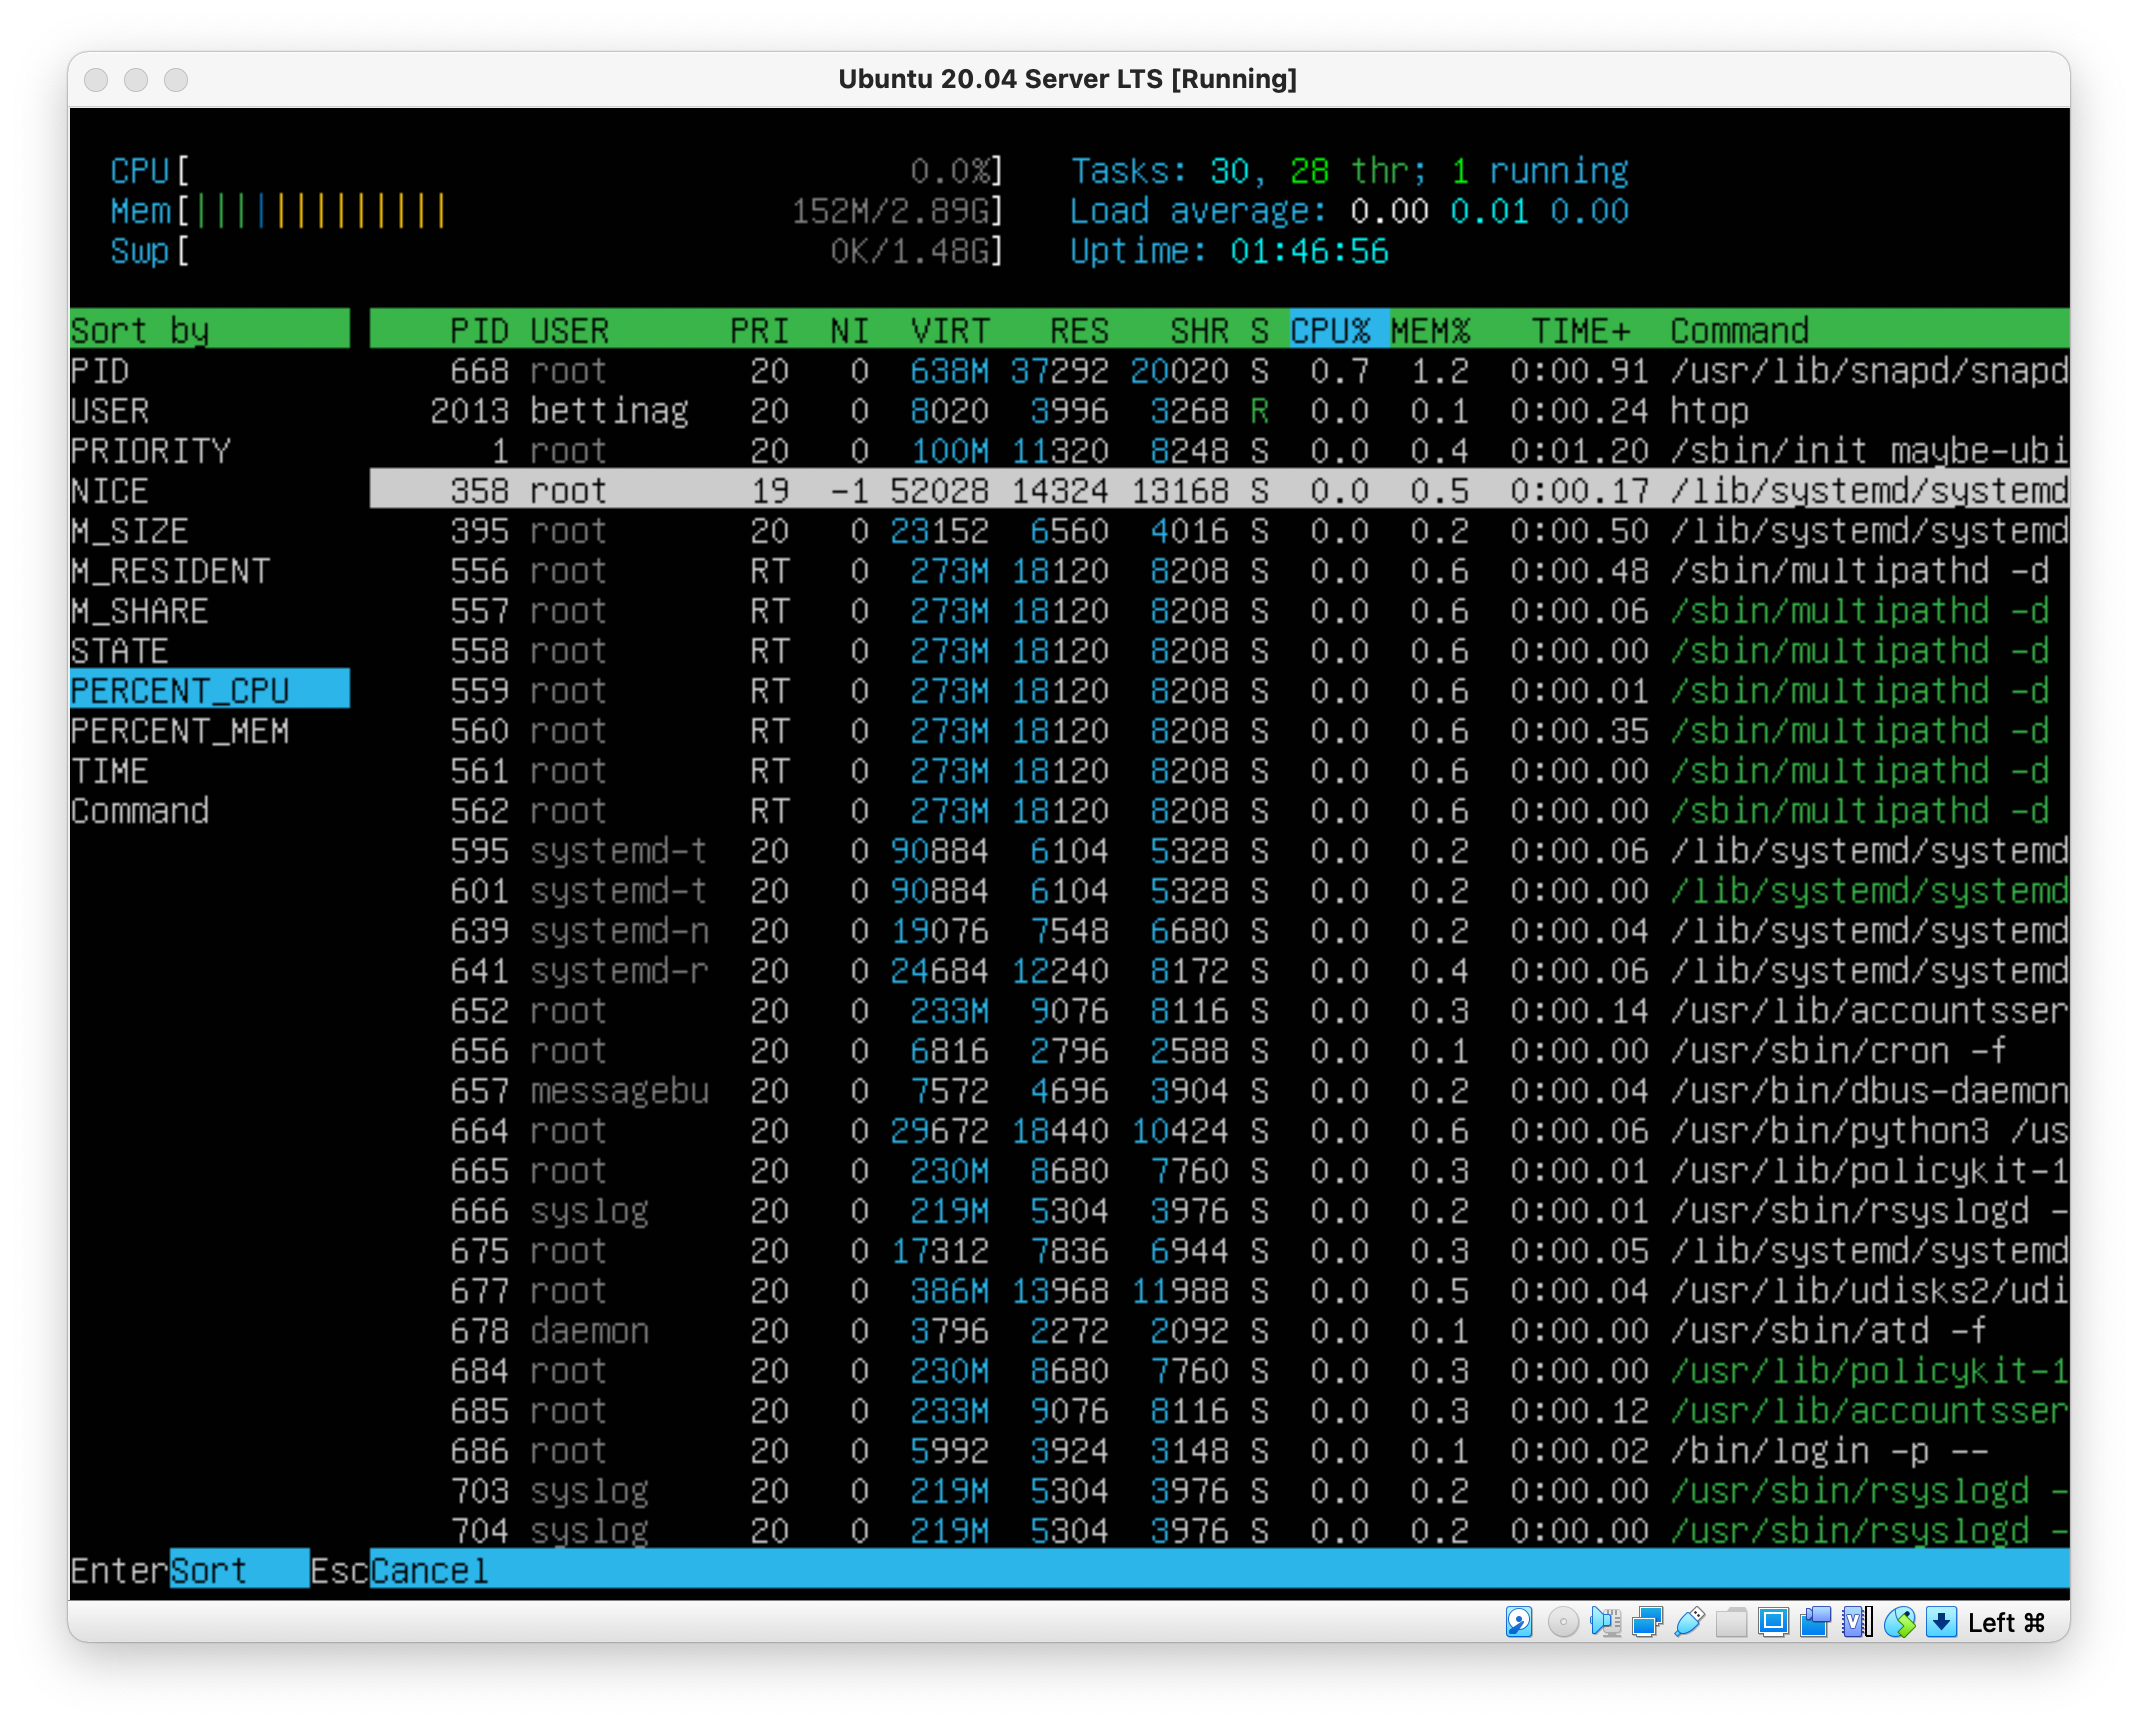 Ubuntu 20.04 Server LTS [Running]
CPU[ 0.0%] Tasks: 30, 28 thr; 1 running
Mem[||||||||||||| 152M/2.89G] Load average: 0.00 0.01 0.00
Swp[ 0K/1.48G] Uptime: 01:46:56
Sort by PID USER PRI NI VIRT RES SHR S CPU% MEM% TIME+ Command
PID 668 root 20 0 638M 37292 20020 S 0.7 1.2 0:00.91 /usr/lib/snapd/snapd
USER 2013 bettinag 20 0 8020 3996 3268 R 0.0 0.1 0:00.24 htop
PRIORITY 1 root 20 0 100M 11320 8248 S 0.0 0.4 0:01.20 /sbin/init maybe-ubi
NICE 358 root 19 -1 52028 14324 13168 S 0.0 0.5 0:00.17 /lib/systemd/systemd
M_SIZE 395 root 20 0 23152 6560 4016 S 0.0 0.2 0:00.50 /lib/systemd/systemd
M_RESIDENT 556 root RT 0 273M 18120 8208 S 0.0 0.6 0:00.48 /sbin/multipathd -d
M_SHARE 557 root RT 0 273M 18120 8208 S 0.0 0.6 0:00.06 /sbin/multipathd -d
STATE 558 root RT 0 273M 18120 8208 S 0.0 0.6 0:00.00 /sbin/multipathd -d
PERCENT_CPU 559 root RT 0 273M 18120 8208 S 0.0 0.6 0:00.01 /sbin/multipathd -d
PERCENT_MEM 560 root RT 0 273M 18120 8208 S 0.0 0.6 0:00.35 /sbin/multipathd -d
TIME 561 root RT 0 273M 18120 8208 S 0.0 0.6 0:00.00 /sbin/multipathd -d
Command 562 root RT 0 273M 18120 8208 S 0.0 0.6 0:00.00 /sbin/multipathd -d
595 systemd-t 20 0 90884 6104 5328 S 0.0 0.2 0:00.06 /lib/systemd/systemd
601 systemd-t 20 0 90884 6104 5328 S 0.0 0.2 0:00.00 /lib/systemd/systemd
639 systemd-n 20 0 19076 7548 6680 S 0.0 0.2 0:00.04 /lib/systemd/systemd
641 systemd-r 20 0 24684 12240 8172 S 0.0 0.4 0:00.06 /lib/systemd/systemd
652 root 20 0 233M 9076 8116 S 0.0 0.3 0:00.14 /usr/lib/accountsser
656 root 20 0 6816 2796 2588 S 0.0 0.1 0:00.00 /usr/sbin/cron -f
657 messagebu 20 0 7572 4696 3904 S 0.0 0.2 0:00.04 /usr/bin/dbus-daemon
664 root 20 0 29672 18440 10424 S 0.0 0.6 0:00.06 /usr/bin/python3 /us
665 root 20 0 230M 8680 7760 S 0.0 0.3 0:00.01 /usr/lib/policykit-1
666 syslog 20 0 219M 5304 3976 S 0.0 0.2 0:00.01 /usr/sbin/rsyslogd -
675 root 20 0 17312 7836 6944 S 0.0 0.3 0:00.05 /lib/systemd/systemd
677 root 20 0 386M 13968 11988 S 0.0 0.5 0:00.04 /usr/lib/udisks2/udi
678 daemon 20 0 3796 2272 2092 S 0.0 0.1 0:00.00 /usr/sbin/atd -f
684 root 20 0 230M 8680 7760 S 0.0 0.3 0:00.00 /usr/lib/policykit-1
685 root 20 0 233M 9076 8116 S 0.0 0.3 0:00.12 /usr/lib/accountsser
686 root 20 0 5992 3924 3148 S 0.0 0.1 0:00.02 /bin/login -p --
703 syslog 20 0 219M 5304 3976 S 0.0 0.2 0:00.00 /usr/sbin/rsyslogd -
704 syslog 20 0 219M 5304 3976 S 0.0 0.2 0:00.00 /usr/sbin/rsyslogd -
EnterSort EscCancel
Left ⌘